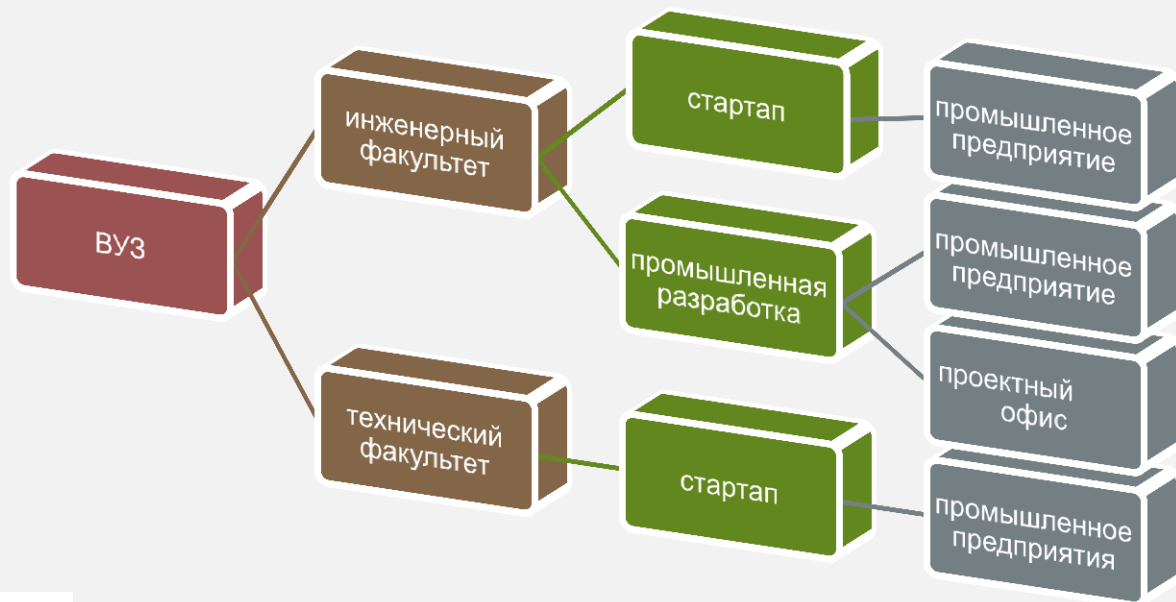 ВУЗ
инженерный
факультет
технический
факультет
стартап
промышленная
разработка
стартап
промышленное
предприятие
промышленное
предприятие
проектный
офис
промышленное
предприятия